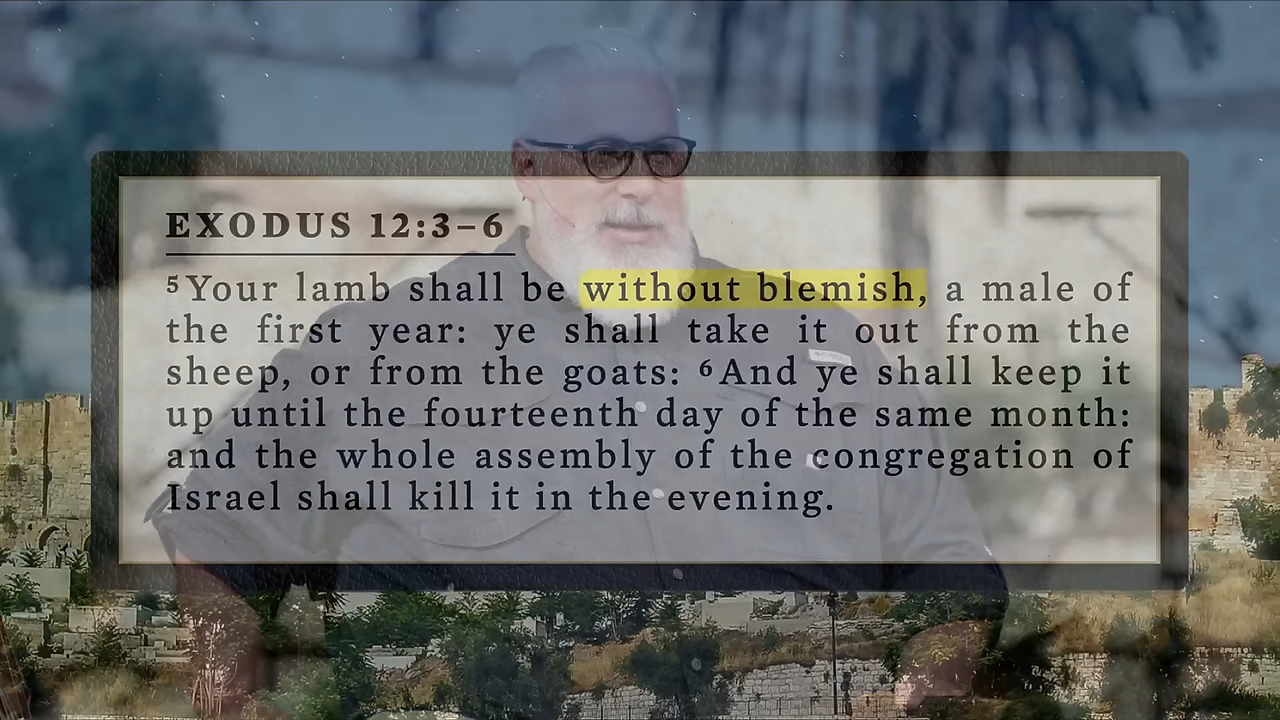 EXODUS 12:3–6
⁵Your lamb shall be without blemish, a male of
the first year: ye shall take it out from the
sheep, or from the goats: ⁶And ye shall keep it
up until the fourteenth day of the same month:
and the whole assembly of the congregation of
Israel shall kill it in the evening.